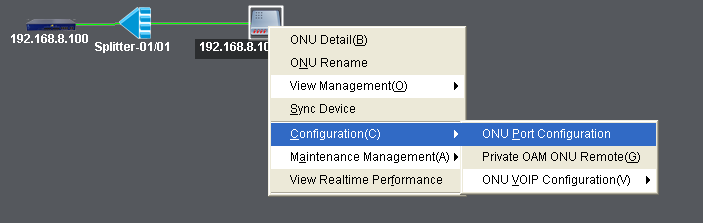 192.168.8.100
Splitter-01/01
192.168.8.10
ONU Detail(B)
ONU Rename
View Management(O)
Sync Device
Configuration(C)
Maintenance Management(A)
View Realtime Performance
ONU Port Configuration
Private OAM ONU Remote(G)
ONU VOIP Configuration(V)